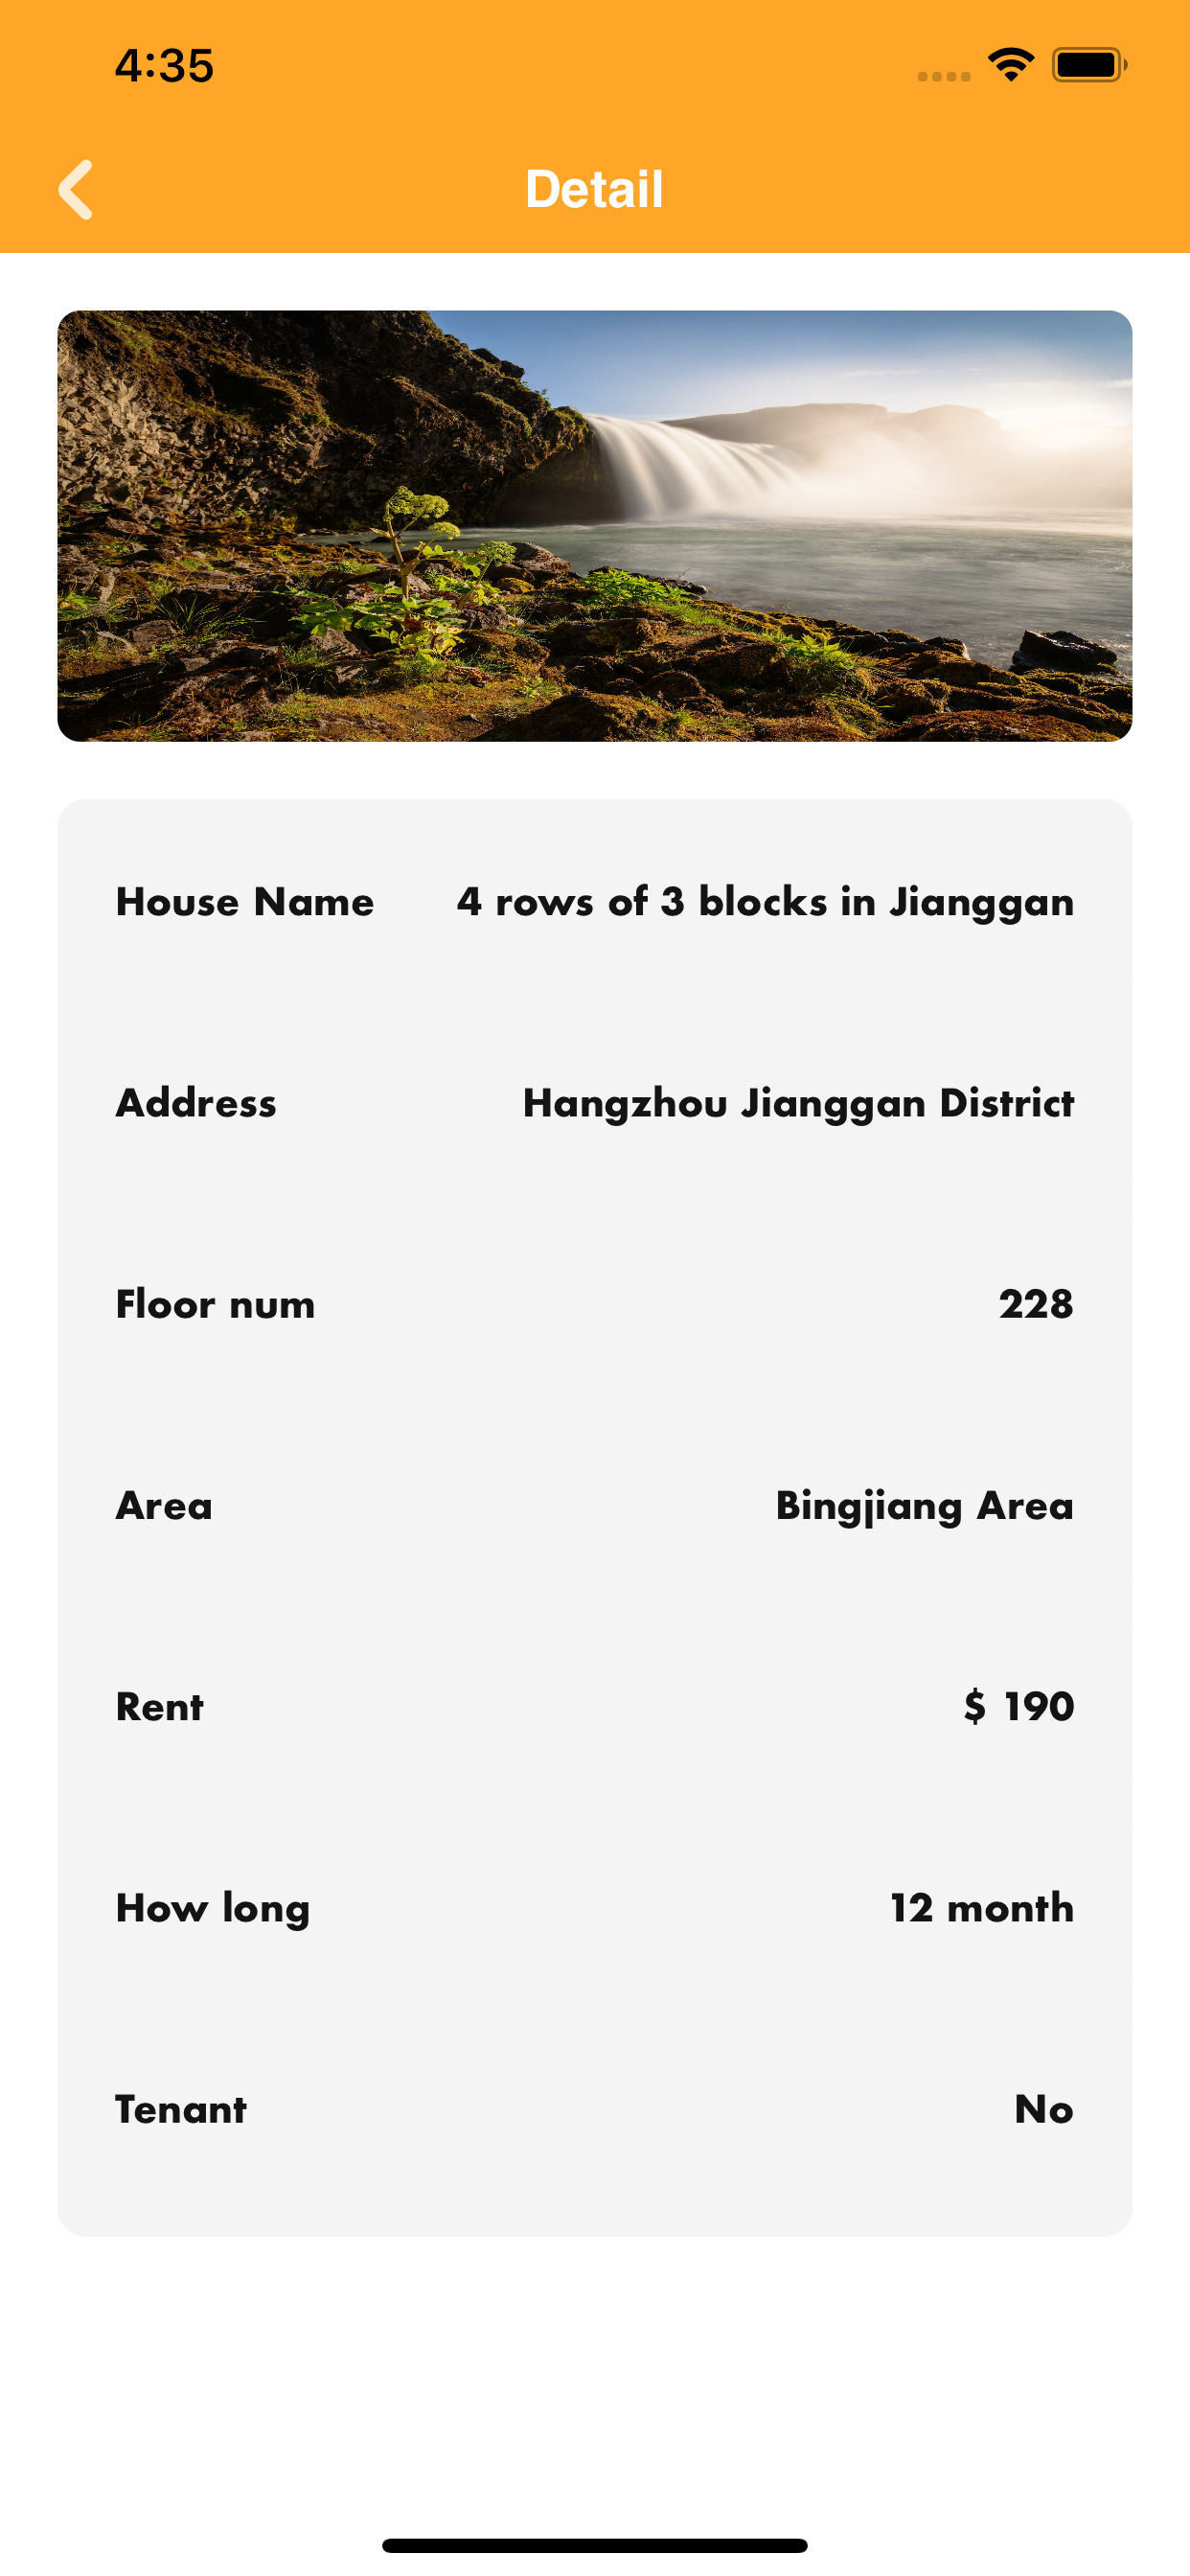 4:35
Detail
House Name 4 rows of 3 blocks in Jianggan
Address Hangzhou Jianggan District
Floor num 228
Area Bingjiang Area
Rent $ 190
How long 12 month
Tenant No